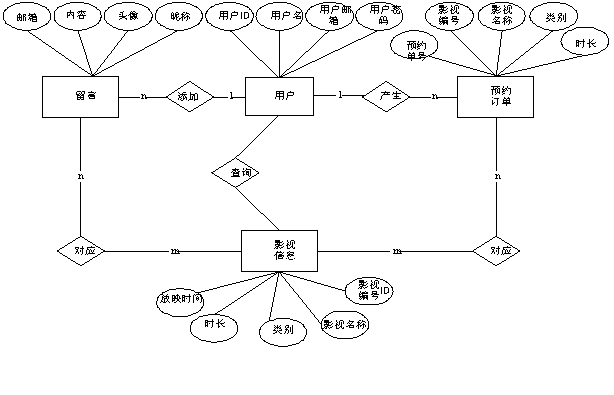 邮箱
内容
头像
昵称
用户ID
用户名
用户邮
箱
用户密
码
影视
编号
影视
名称
类别
时长
预约
单号
留言
n
添加
1
用户
1
产生
n
预约
订单
n
查询
n
对应
m
影视
信息
m
对应
放映时间
时长
类别
影视名称
影视
编号ID